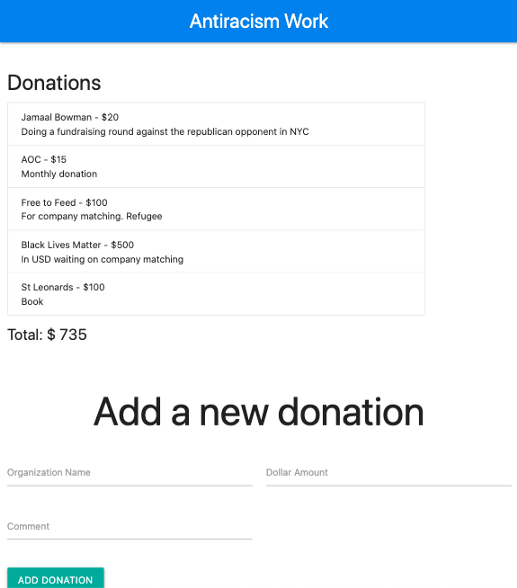 Antiracism Work
Donations
Jamaal Bowman - $20
Doing a fundraising round against the republican opponent in NYC
AOC - $15
Monthly donation
Free to Feed - $100
For company matching. Refugee
Black Lives Matter - $500
In USD waiting on company matching
St Leonards - $100
Book
Total: $ 735
Add a new donation
Organization Name
Dollar Amount
Comment
ADD DONATION